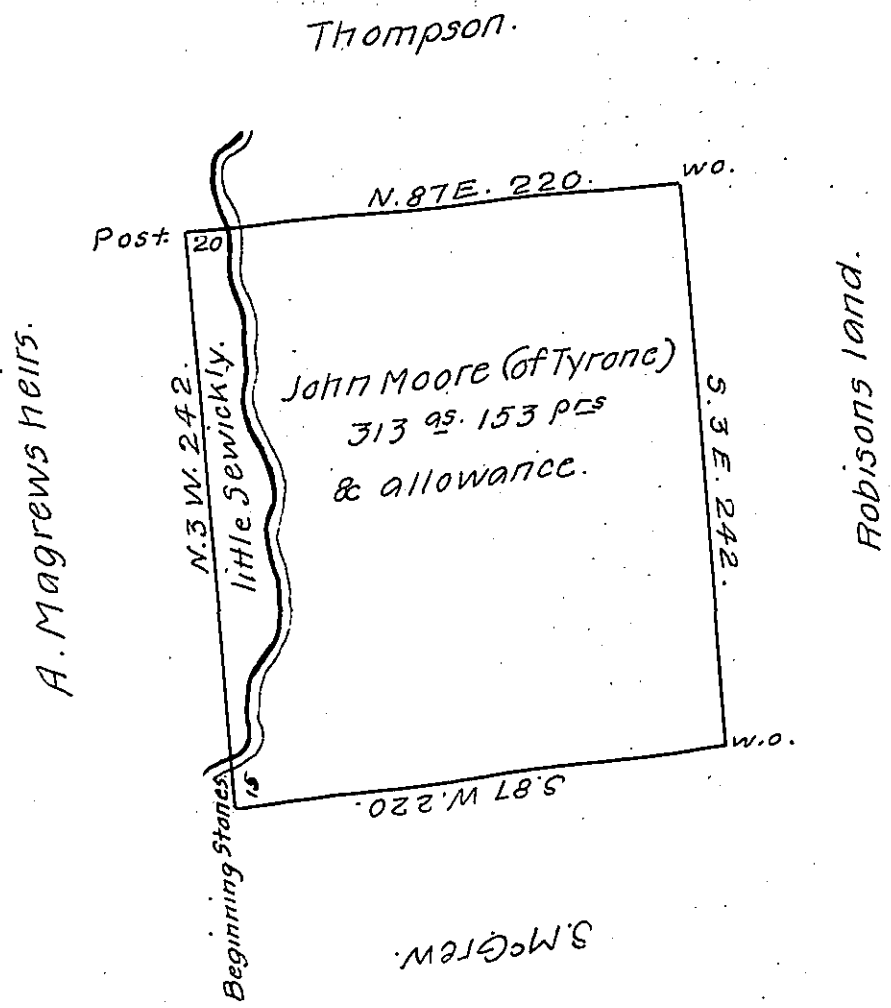 Thompson.
N.87E. 220.
wo.
Post.
20
A. Magrews heirs.
N.3 W. 242.
little Sewickly.
John Moore (of Tyrone)
313 as. 153 prs
& allowance.
S.3 E. 242.
Robisons land.
w.o.
Beginning Stones
15
S.87 W.220.
S.McGrew.